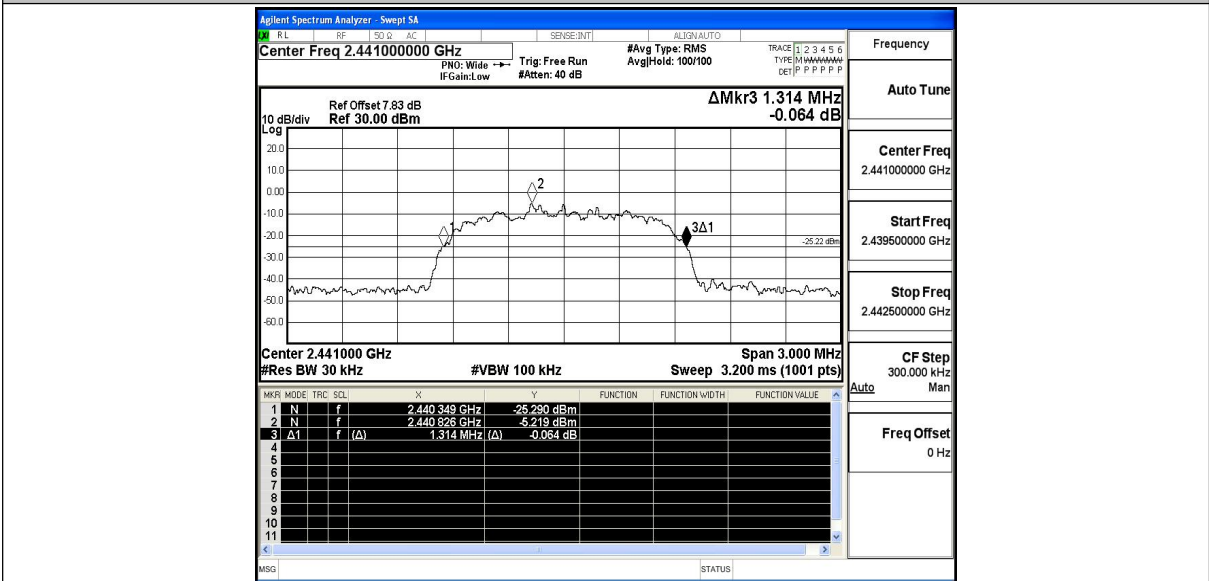 Agilent Spectrum Analyzer - Swept SA
RL RF 50 Ω AC SENSE:INT ALIGNAUTO
Center Freq 2.441000000 GHz
PNO: Wide
IFGain:Low
Trig: Free Run
#Atten: 40 dB
#Avg Type: RMS
Avg|Hold: 100/100
TRACE 1 2 3 4 5 6
TYPE M
DET P P P P P P
ΔMkr3 1.314 MHz
-0.064 dB
Ref Offset 7.83 dB
10 dB/div Ref 30.00 dBm
Log
20.0
10.0
0.00
-10.0
-20.0
-30.0
-40.0
-50.0
-60.0
2
1
3Δ1
-25.22 dBm
Center 2.441000 GHz Span 3.000 MHz
#Res BW 30 kHz #VBW 100 kHz Sweep 3.200 ms (1001 pts)
MKR MODE TRC SCL X Y FUNCTION FUNCTION WIDTH FUNCTION VALUE
1 N f 2.440 349 GHz -25.290 dBm
2 N f 2.440 826 GHz -5.219 dBm
3 Δ1 f (Δ) 1.314 MHz (Δ) -0.064 dB
4
5
6
7
8
9
10
11
MSG STATUS
Frequency
Auto Tune
Center Freq
2.441000000 GHz
Start Freq
2.439500000 GHz
Stop Freq
2.442500000 GHz
CF Step
300.000 kHz
Auto Man
Freq Offset
0 Hz